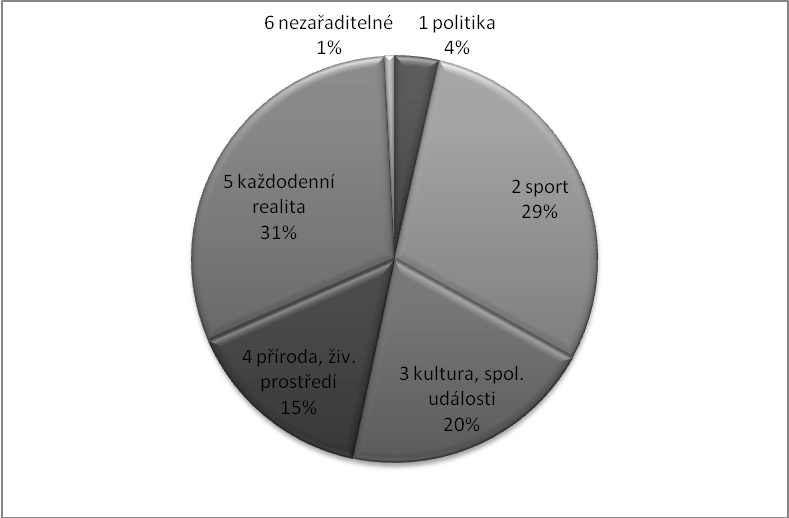 6 nezařaditelné
1%
1 politika
4%
2 sport
29%
3 kultura, spol.
události
20%
4 příroda, živ.
prostředí
15%
5 každodenní
realita
31%